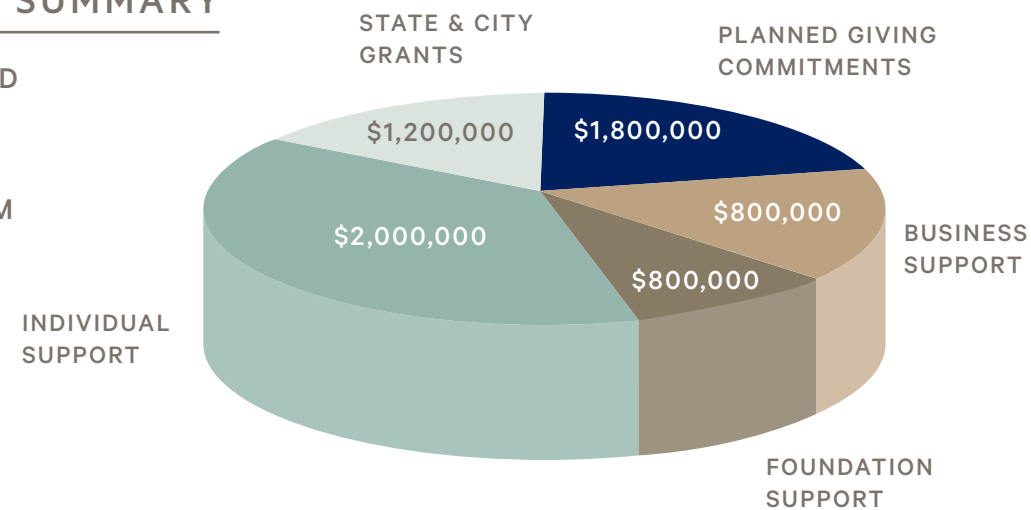 SUMMARY
STATE & CITY
GRANTS
PLANNED GIVING
COMMITMENTS
D
$1,200,000
$1,800,000
M
$800,000
$2,000,000
BUSINESS
SUPPORT
$800,000
INDIVIDUAL
SUPPORT
FOUNDATION
SUPPORT